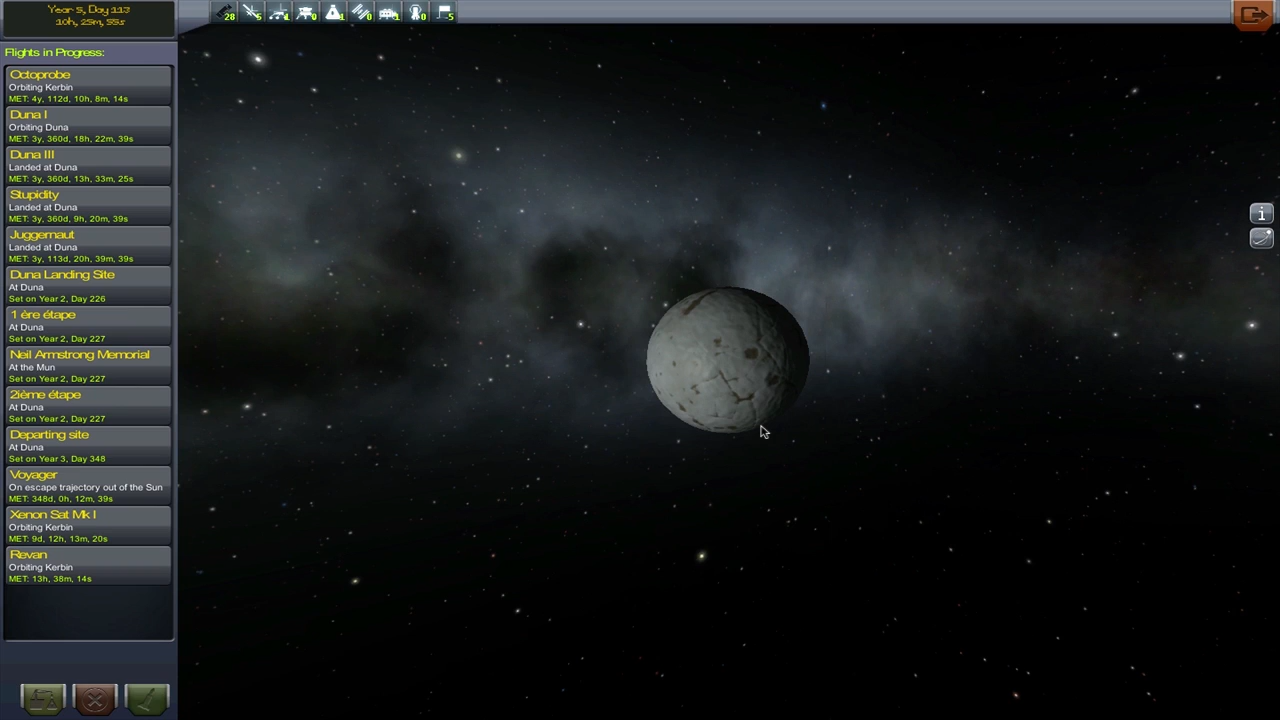 Year 5, Day 113
10h, 25m, 55s
28 5 1 0 1 0 1 0 5
Flights in Progress:
Octoprobe
Orbiting Kerbin
MET: 4y, 112d, 10h, 8m, 14s
Duna I
Orbiting Duna
MET: 3y, 360d, 18h, 22m, 39s
Duna III
Landed at Duna
MET: 3y, 360d, 13h, 33m, 25s
Stupidity
Landed at Duna
MET: 3y, 360d, 9h, 20m, 39s
Juggernaut
Landed at Duna
MET: 3y, 113d, 20h, 39m, 39s
Duna Landing Site
At Duna
Set on Year 2, Day 226
1 ère étape
At Duna
Set on Year 2, Day 227
Neil Armstrong Memorial
At the Mun
Set on Year 2, Day 227
2ième étape
At Duna
Set on Year 2, Day 227
Departing site
At Duna
Set on Year 3, Day 348
Voyager
On escape trajectory out of the Sun
MET: 348d, 0h, 12m, 39s
Xenon Sat Mk I
Orbiting Kerbin
MET: 9d, 12h, 13m, 20s
Revan
Orbiting Kerbin
MET: 13h, 38m, 14s